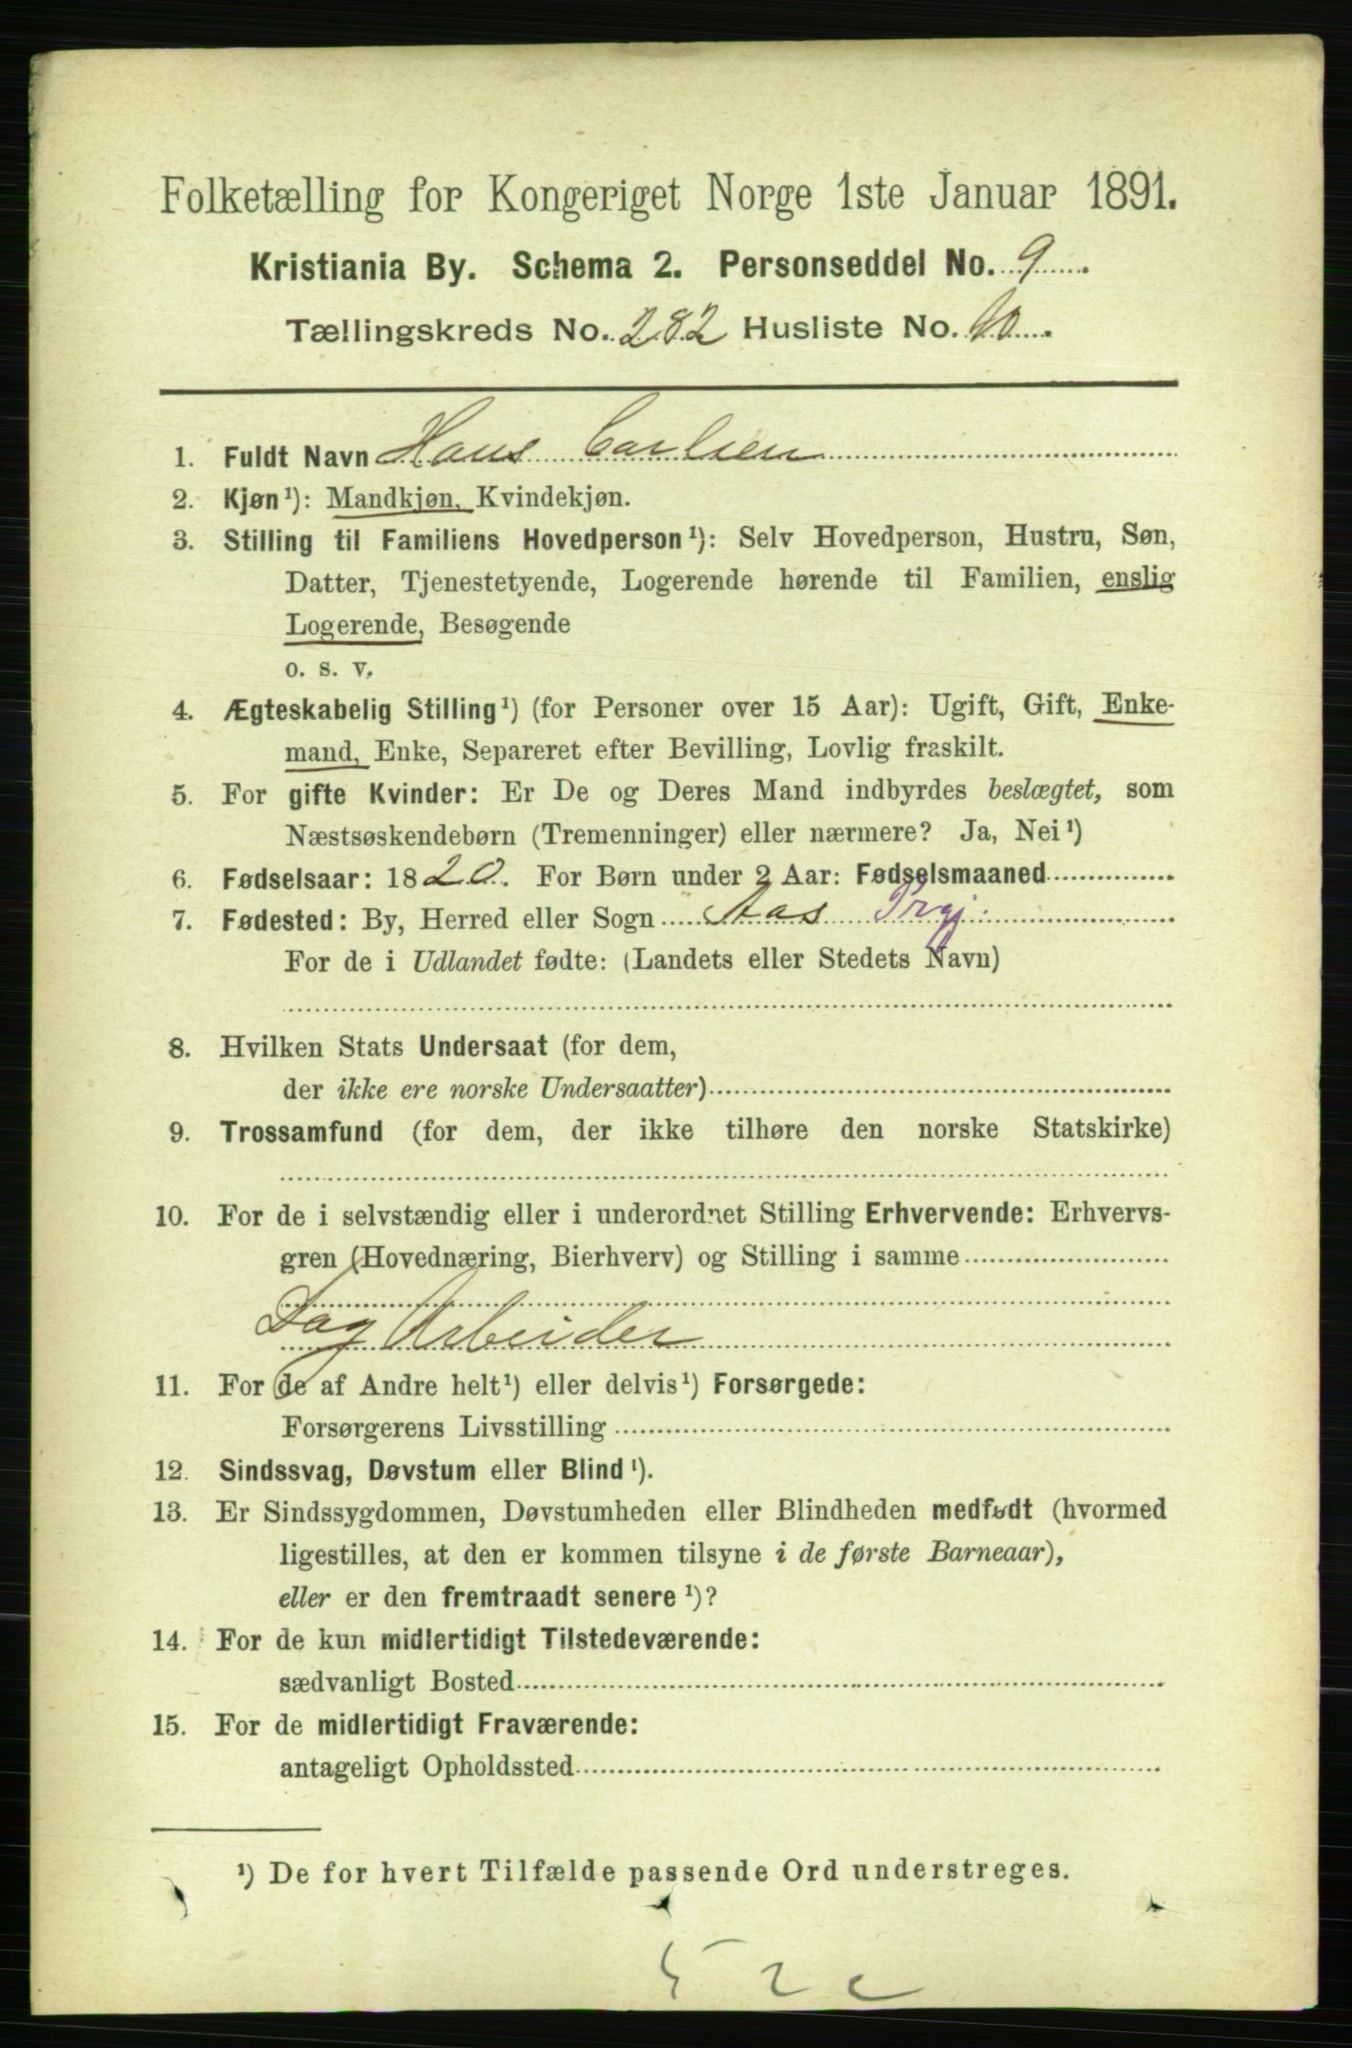 Folketælling for Kongeriget Norge 1ste Januar 1891.
Kristiania By. Schema 2. Personseddel No. 9
Tællingskreds No. 282 Husliste No. 10.
1. Fuldt Navn Hans Carlsen
2. Kjøn¹): Mandkjøn, Kvindekjøn.
3. Stilling til Familiens Hovedperson¹): Selv Hovedperson, Hustru, Søn,
Datter, Tjenestetyende, Logerende hørende til Familien, enslig
Logerende, Besøgende
o. s. v.
4. Ægteskabelig Stilling¹) (for Personer over 15 Aar): Ugift, Gift, Enke-
mand, Enke, Separeret efter Bevilling, Lovlig fraskilt.
5. For gifte Kvinder: Er De og Deres Mand indbyrdes beslægtet, som
Næstsøskendebørn (Tremenninger) eller nærmere? Ja, Nei¹)
6. Fødselsaar: 1820. For Børn under 2 Aar: Fødselsmaaned
7. Fødested: By, Herred eller Sogn Aas
For de i Udlandet fødte: (Landets eller Stedets Navn)
8. Hvilken Stats Undersaat (for dem,
der ikke ere norske Undersaatter)
9. Trossamfund (for dem, der ikke tilhøre den norske Statskirke)
10. For de i selvstændig eller i underordnet Stilling Erhvervende: Erhvervs-
gren (Hovednæring, Bierhverv) og Stilling i samme
Dag Arbeider
11. For de af Andre helt¹) eller delvis¹) Forsørgede:
Forsørgerens Livsstilling
12. Sindssvag, Døvstum eller Blind¹).
13. Er Sindssygdommen, Døvstumheden eller Blindheden medfødt (hvormed
ligestilles, at den er kommen tilsyne i de første Barneaar),
eller er den fremtraadt senere¹)?
14. For de kun midlertidigt Tilstedeværende:
sædvanligt Bosted
15. For de midlertidigt Fraværende:
antageligt Opholdssted
¹) De for hvert Tilfælde passende Ord understreges.